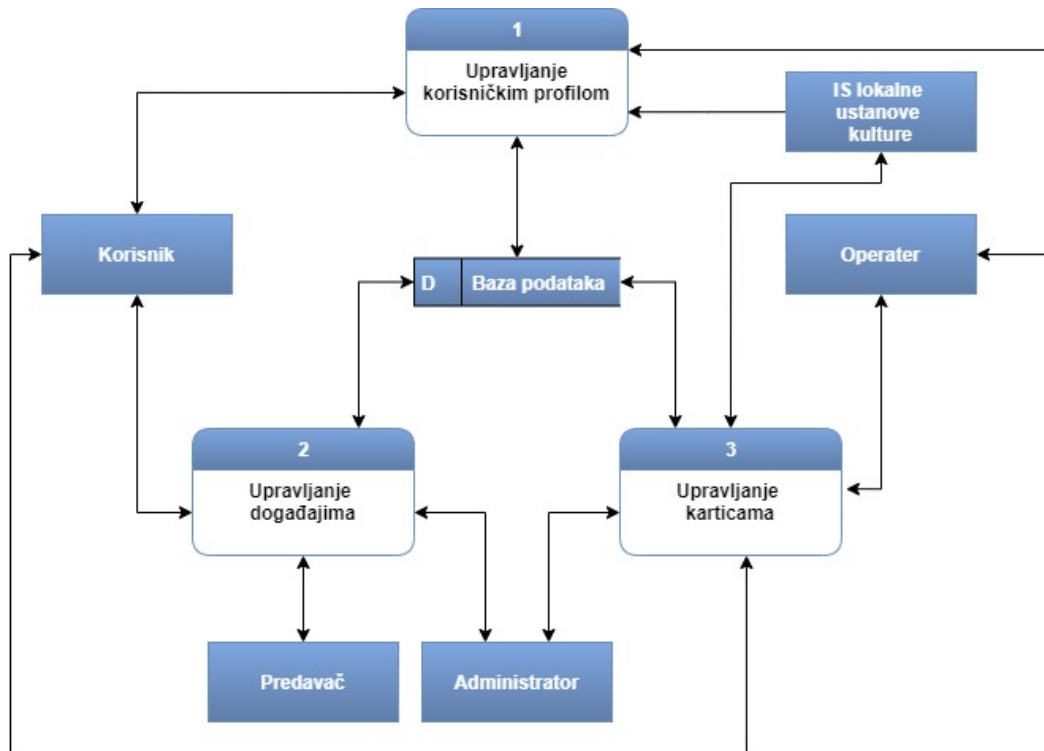 1
Upravljanje
korisničkim profilom
IS lokalne
ustanove
kulture
Korisnik
D Baza podataka
Operater
2
Upravljanje
događajima
3
Upravljanje
karticama
Predavač
Administrator